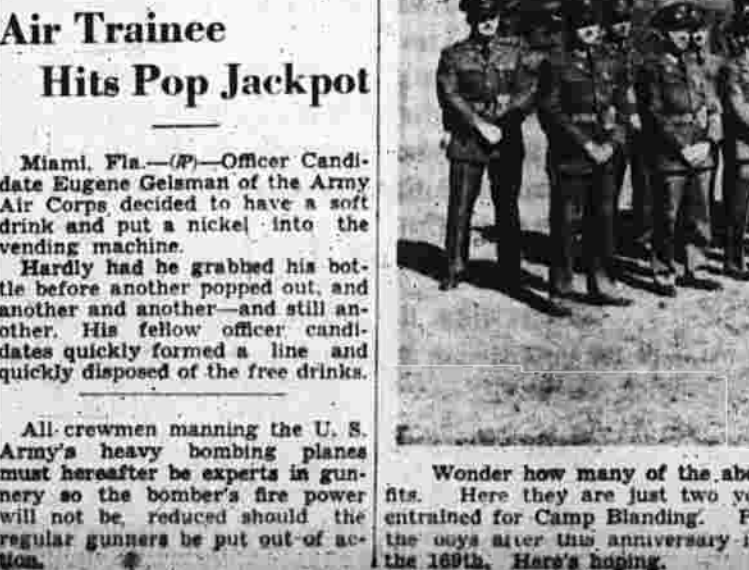 Air Trainee
Hits Pop Jackpot
Miami, Fla.—(AP)—Officer Candi-
date Eugene Gelsman of the Army
Air Corps decided to have a soft
drink and put a nickel into the
vending machine.
Hardly had he grabbed his bot-
tle before another popped out, and
another and another—and still an-
other. His fellow officer candi-
dates quickly formed a line and
quickly disposed of the free drinks.
All crewmen manning the U. S.
Army's heavy bombing planes
must hereafter be experts in gun-
nery so the bomber's fire power
will not be reduced should the
regular gunners be put out of ac-
tion.
Wonder how many of the ab
fits. Here they are just two y
entrained for Camp Blanding.
the boys after this anniversary
the 169th. Here's hoping.